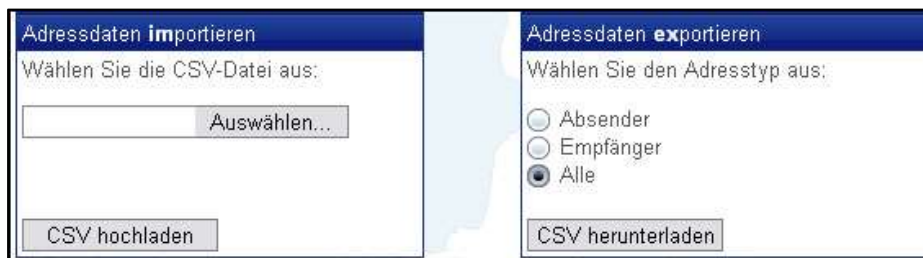 Adressdaten importieren
Wählen Sie die CSV-Datei aus:
Auswählen...
CSV hochladen
Adressdaten exportieren
Wählen Sie den Adresstyp aus:
Absender
Empfänger
Alle
CSV herunterladen